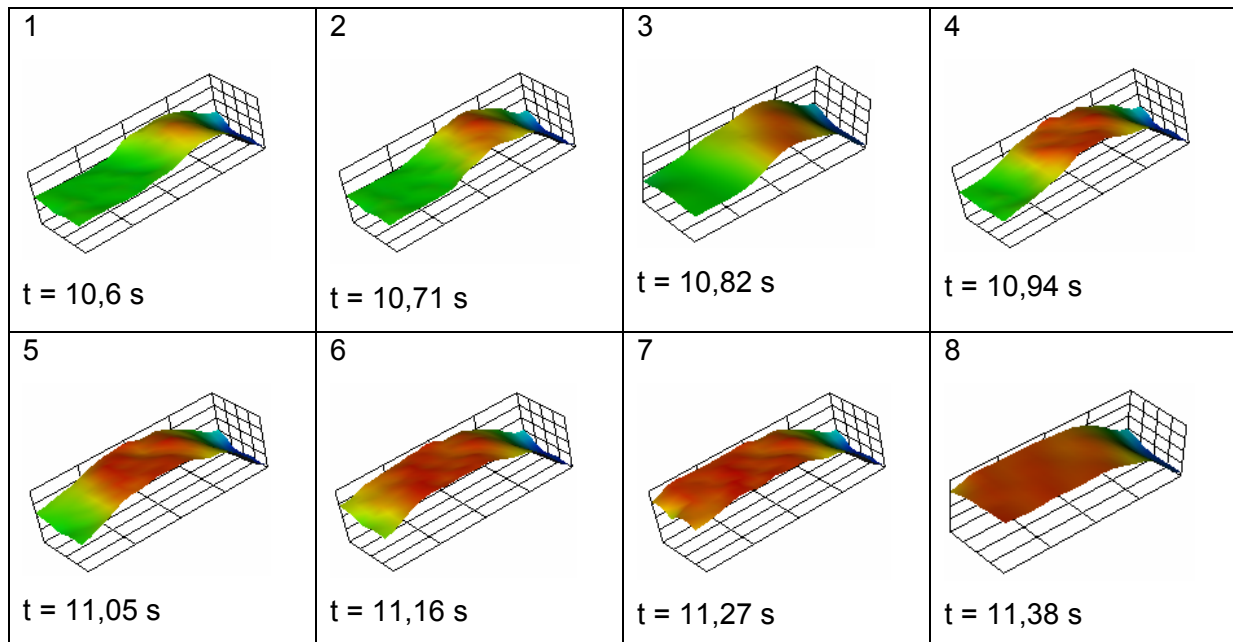 1
2
3
4
t = 10,6 s
t = 10,71 s
t = 10,82 s
t = 10,94 s
5
6
7
8
t = 11,05 s
t = 11,16 s
t = 11,27 s
t = 11,38 s